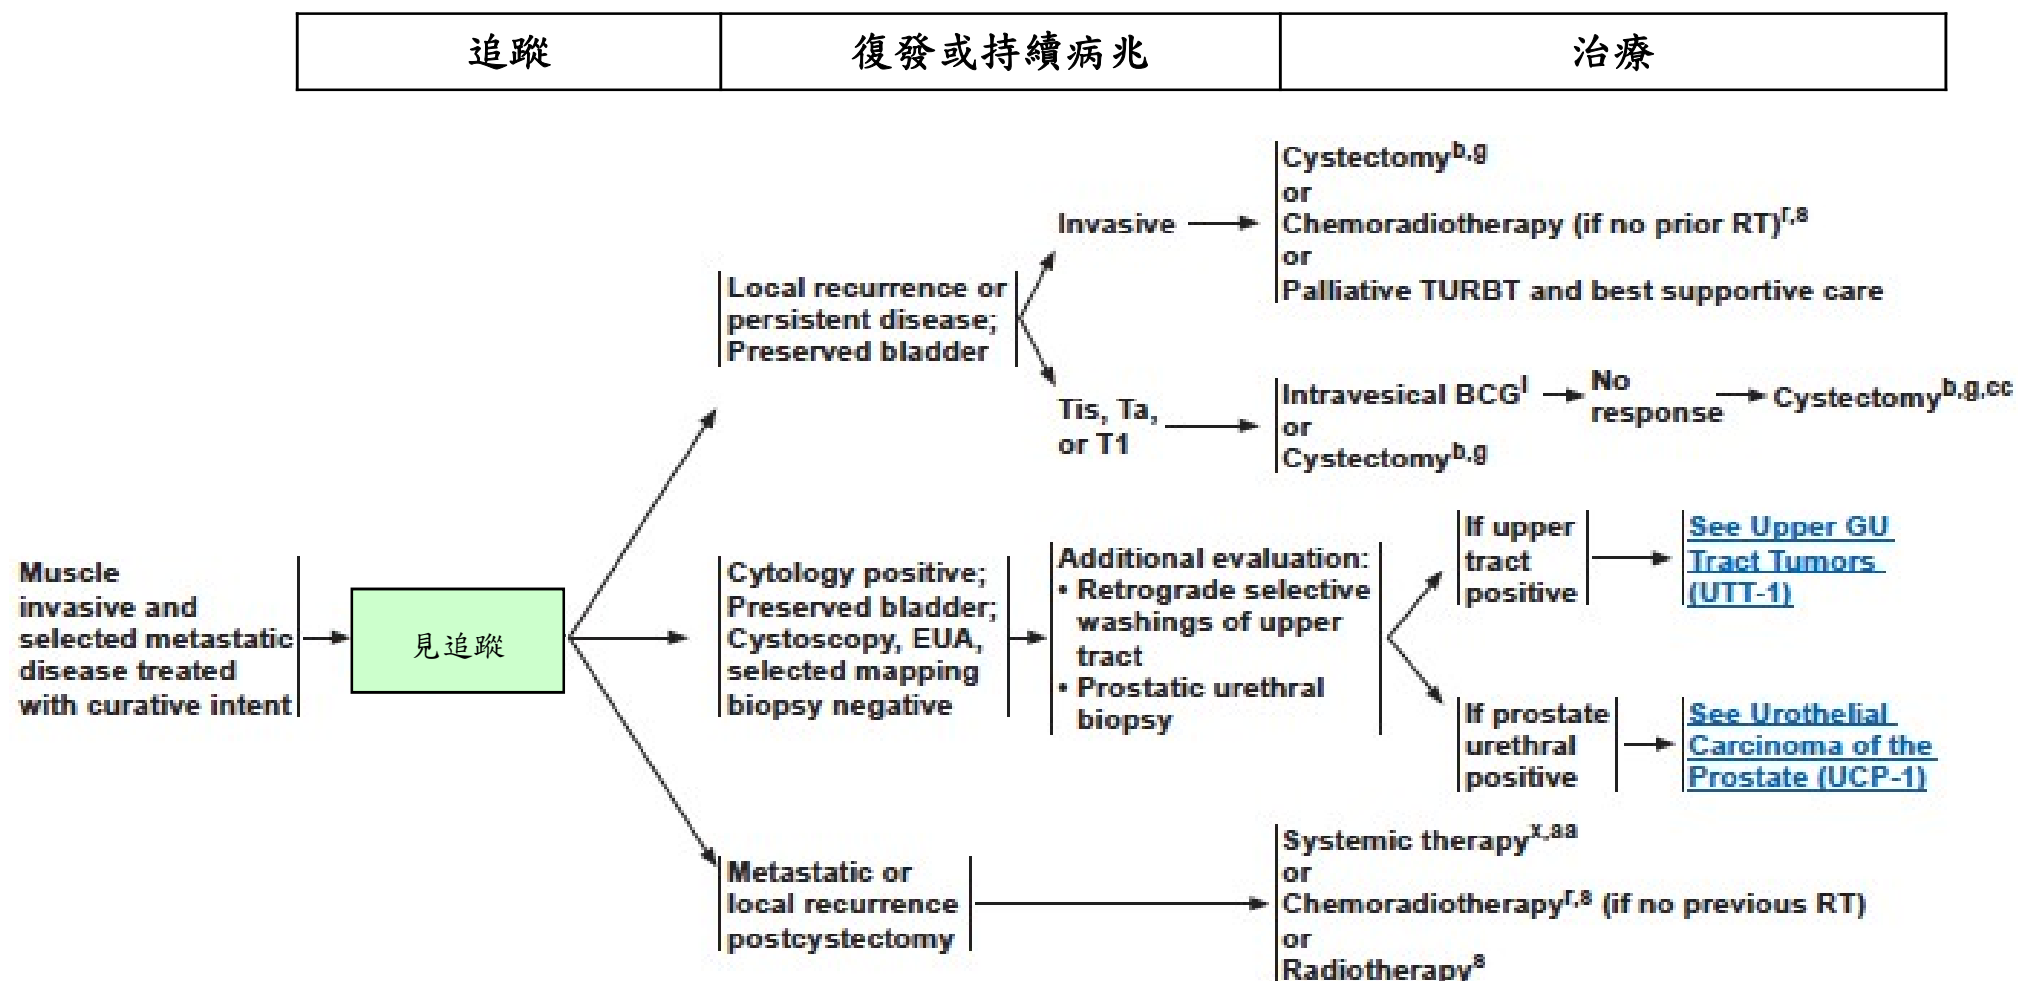 追蹤
復發或持續病兆
治療
Muscle
invasive and
selected metastatic
disease treated
with curative intent
見追蹤
Local recurrence or
persistent disease;
Preserved bladder
Invasive
Cystectomyb,g
or
Chemoradiotherapy (if no prior RT)r,s
or
Palliative TURBT and best supportive care
Tis, Ta,
or T1
Intravesical BCGl
or
Cystectomyb,g
No
response
Cystectomyb,g,cc
Cytology positive;
Preserved bladder;
Cystoscopy, EUA,
selected mapping
biopsy negative
Additional evaluation:
• Retrograde selective
washings of upper
tract
• Prostatic urethral
biopsy
If upper
tract
positive
See Upper GU
Tract Tumors
(UTT-1)
If prostate
urethral
positive
See Urothelial
Carcinoma of the
Prostate (UCP-1)
Metastatic or
local recurrence
postcystectomy
Systemic therapyx,aa
or
Chemoradiotherapyr,s (if no previous RT)
or
Radiotherapys